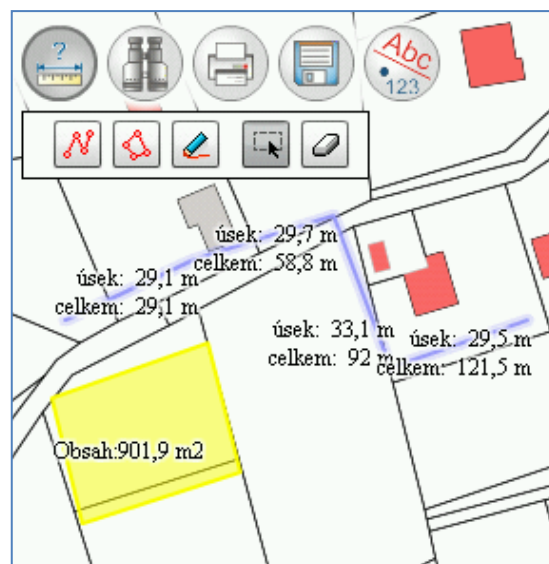 ?
Abc
123
úsek: 29,7 m
celkem: 58,8 m
úsek: 29,1 m
celkem: 29,1 m
úsek: 33,1 m
celkem: 92 m
úsek: 29,5 m
celkem: 121,5 m
Obsah:901,9 m2